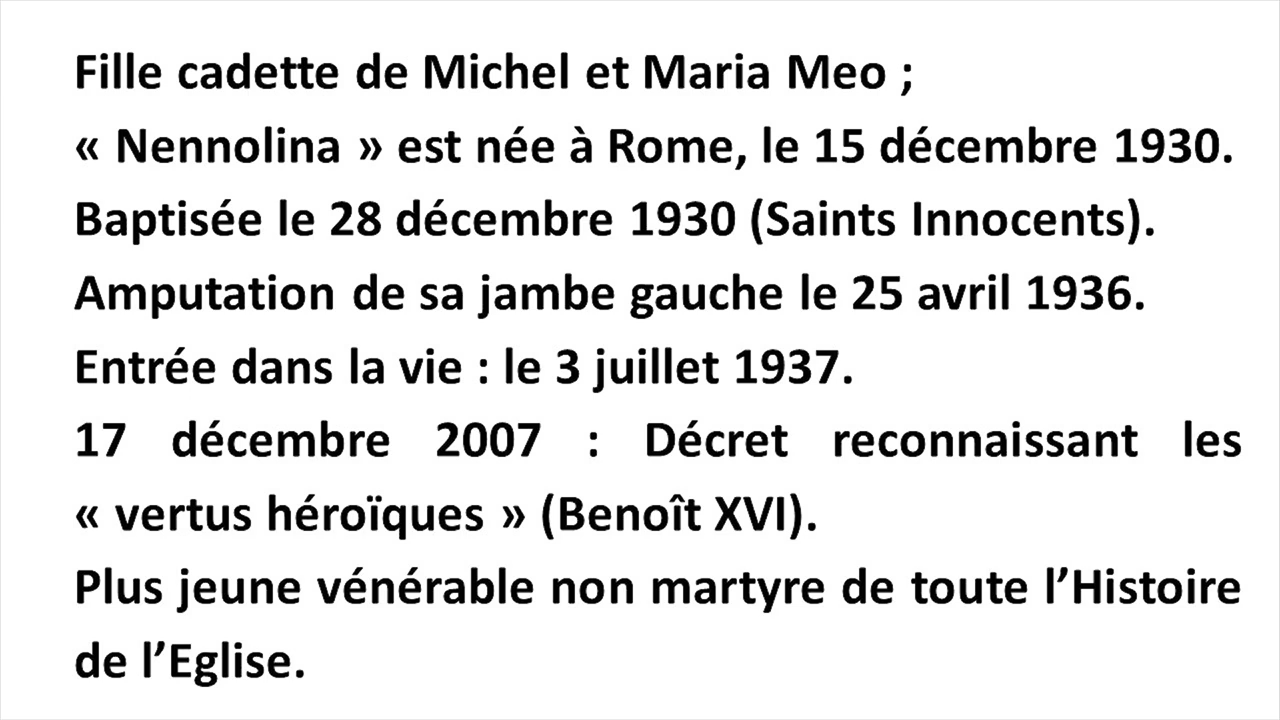 Fille cadette de Michel et Maria Meo ;
« Nennolina » est née à Rome, le 15 décembre 1930.
Baptisée le 28 décembre 1930 (Saints Innocents).
Amputation de sa jambe gauche le 25 avril 1936.
Entrée dans la vie : le 3 juillet 1937.
17 décembre 2007 : Décret reconnaissant les
« vertus héroïques » (Benoît XVI).
Plus jeune vénérable non martyre de toute l’Histoire
de l’Eglise.